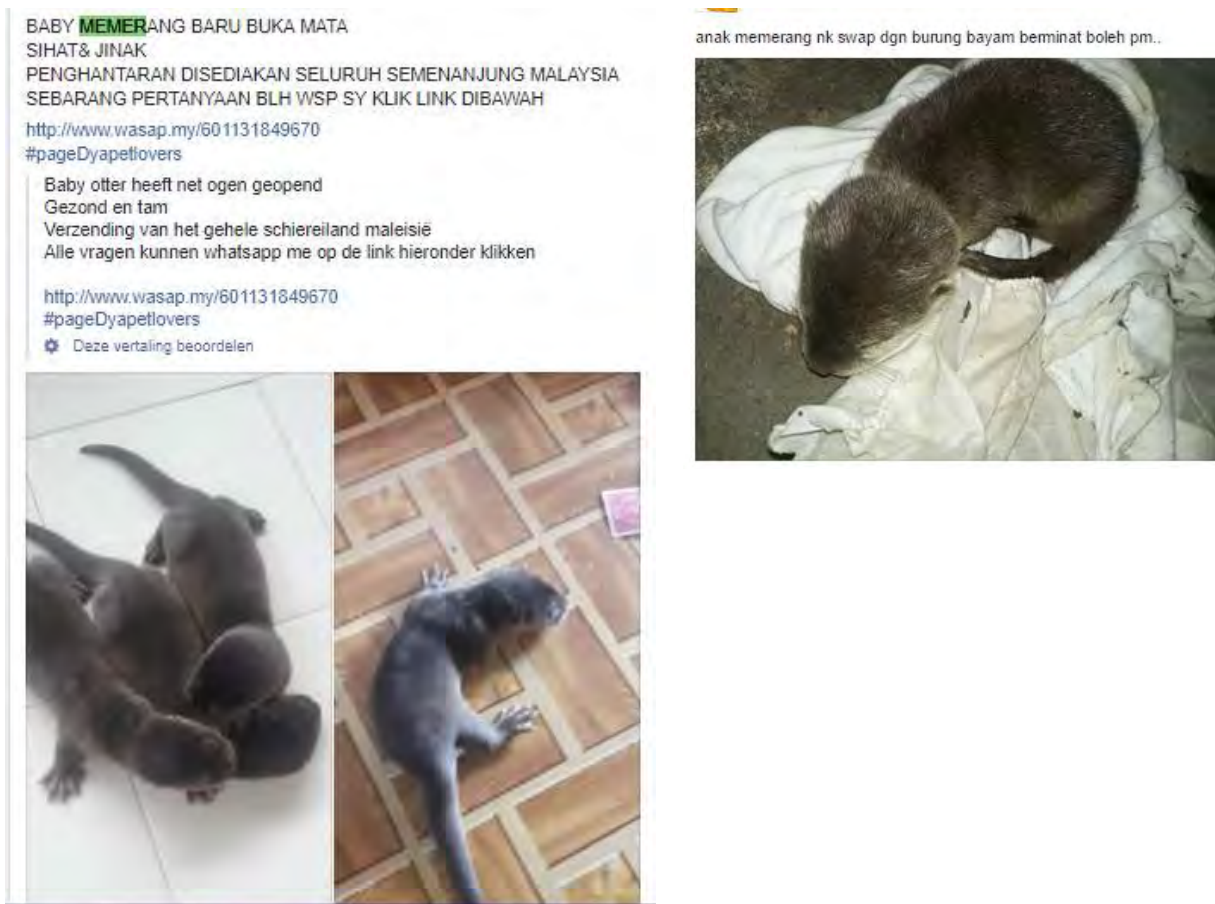 BABY MEMERANG BARU BUKA MATA
SIHAT& JINAK
PENGHANTARAN DISEDIAKAN SELURUH SEMENANJUNG MALAYSIA
SEBARANG PERTANYAAN BLH WSP SY KLIK LINK DIBAWAH
http://www.wasap.my/601131849670
#pageDyapetlovers
Baby otter heeft net ogen geopend
Gezond en tam
Verzending van het gehele schiereiland maleisië
Alle vragen kunnen whatsapp me op de link hieronder klikken
http://www.wasap.my/601131849670
#pageDyapetlovers
Deze vertaling beoordelen
anak memerang nk swap dgn burung bayam berminat boleh pm..